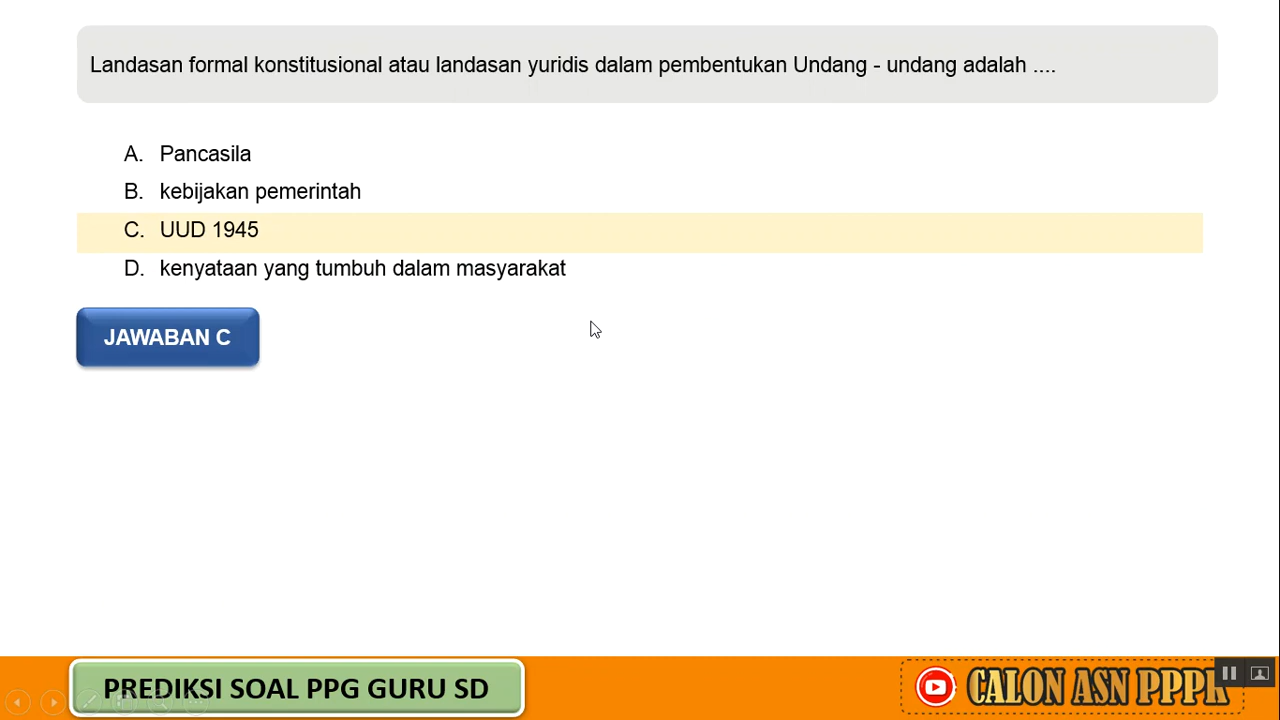 Landasan formal konstitusional atau landasan yuridis dalam pembentukan Undang - undang adalah ....
A. Pancasila
B. kebijakan pemerintah
C. UUD 1945
D. kenyataan yang tumbuh dalam masyarakat
JAWABAN C
PREDIKSI SOAL PPG GURU SD
CALON ASN PPPK